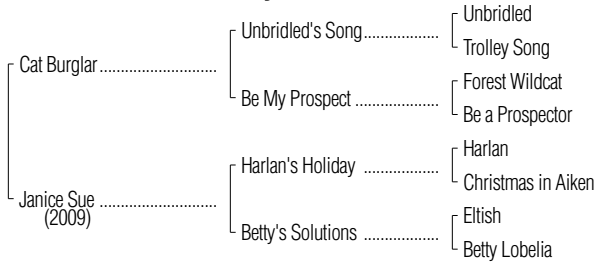 Unbridled
Unbridled's Song..................
Trolley Song
Cat Burglar...........................
Forest Wildcat
Be My Prospect ...................
Be a Prospector
Harlan
Harlan's Holiday .................
Christmas in Aiken
Janice Sue ...........................
(2009)
Eltish
Betty's Solutions .................
Betty Lobelia